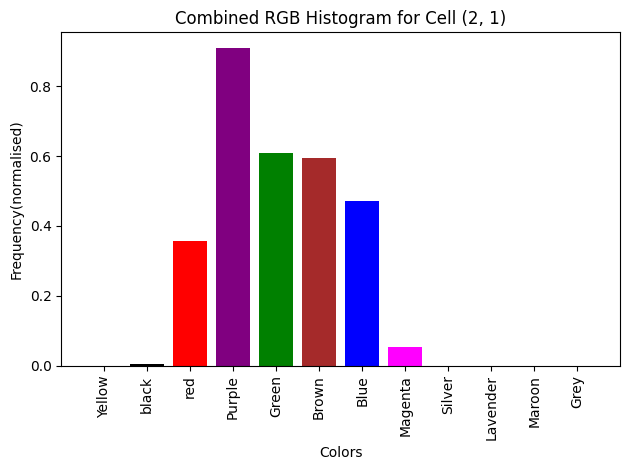 Combined RGB Histogram for Cell (2, 1)
Frequency(normalised)
0.8
0.6
0.4
0.2
0.0
Yellow
black
red
Purple
Green
Brown
Blue
Magenta
Silver
Lavender
Maroon
Grey
Colors